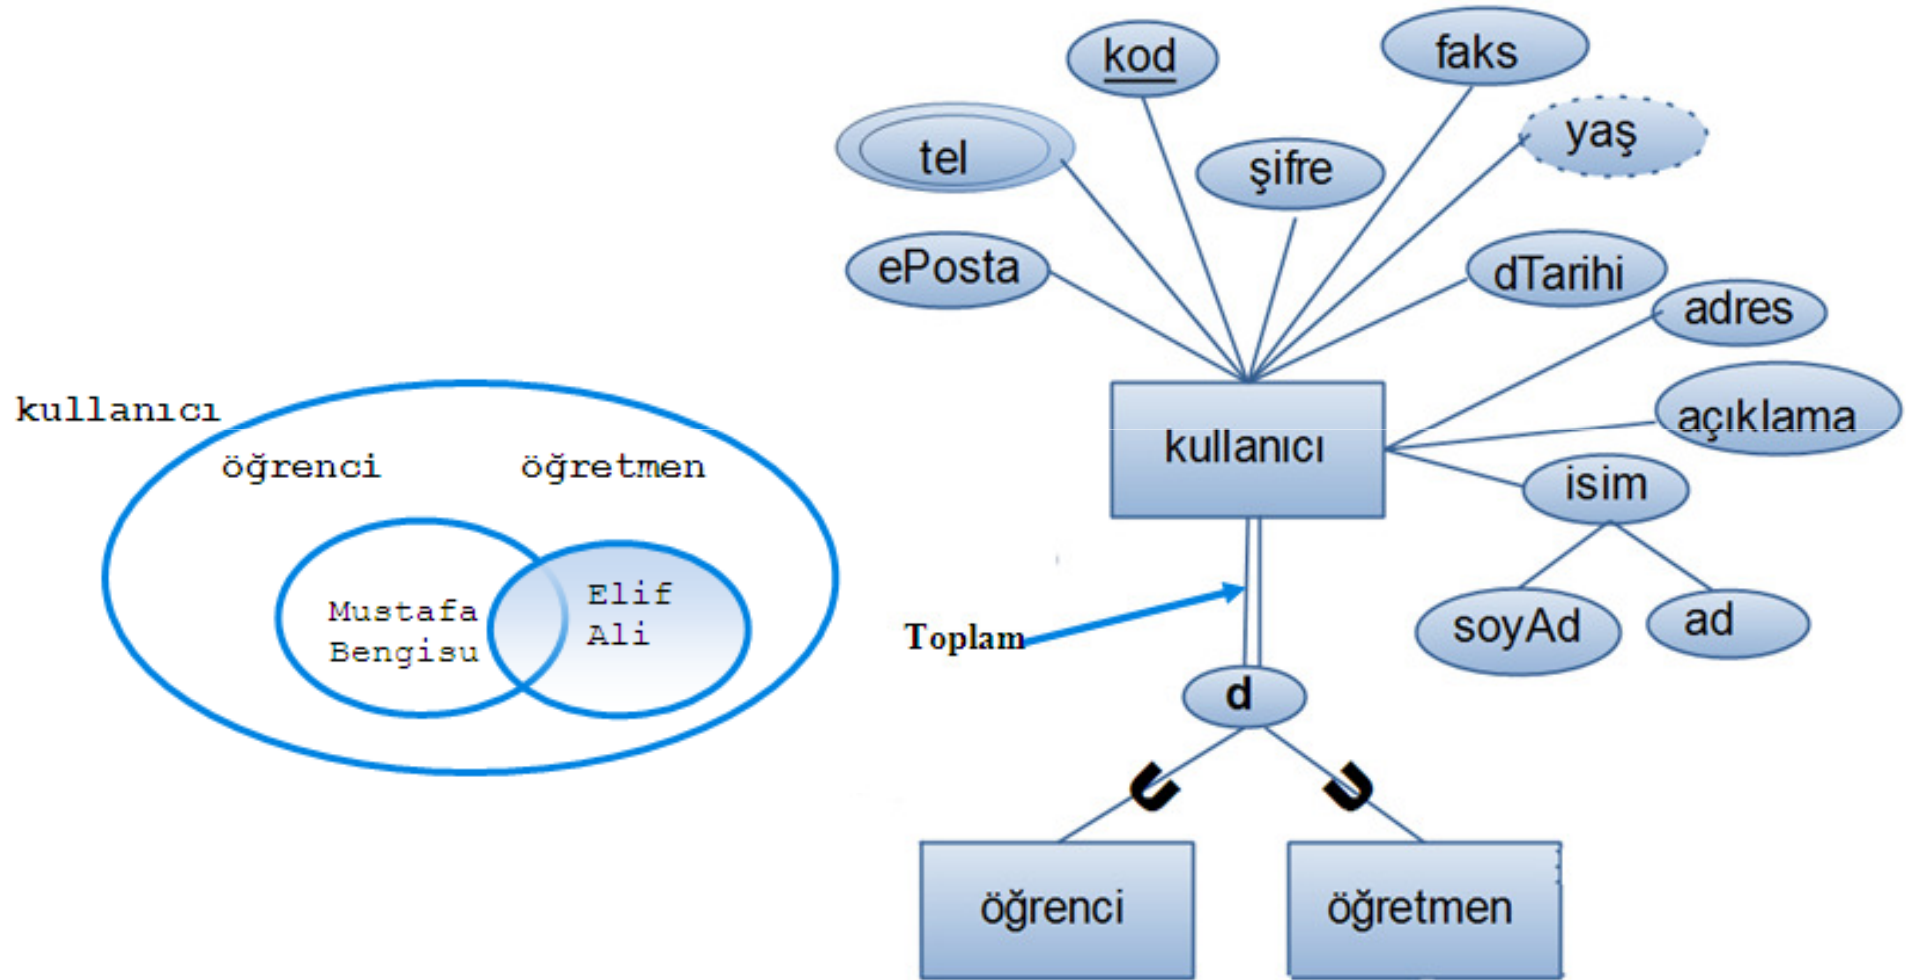 kod
faks
tel
şifre
yaş
ePosta
dTarihi
adres
kullanıcı
açıklama
kullanıcı
öğrenci
öğretmen
isim
Mustafa
Bengisu
Elif
Ali
Toplam
soyAd
ad
d
öğrenci
öğretmen